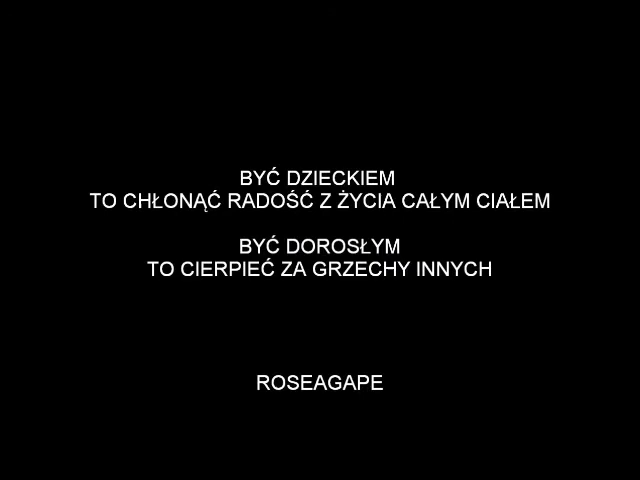 BYĆ DZIECKIEM
TO CHŁONĄĆ RADOŚĆ Z ŻYCIA CAŁYM CIAŁEM
BYĆ DOROSŁYM
TO CIERPIEĆ ZA GRZECHY INNYCH
ROSEAGAPE